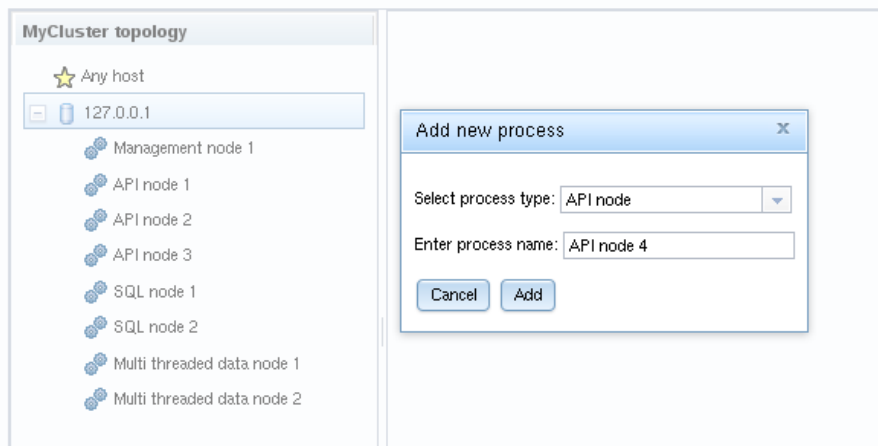 MyCluster topology
Any host
127.0.0.1
Management node 1
API node 1
API node 2
API node 3
SQL node 1
SQL node 2
Multi threaded data node 1
Multi threaded data node 2
Add new process
x
Select process type: API node
Enter process name: API node 4
Cancel Add